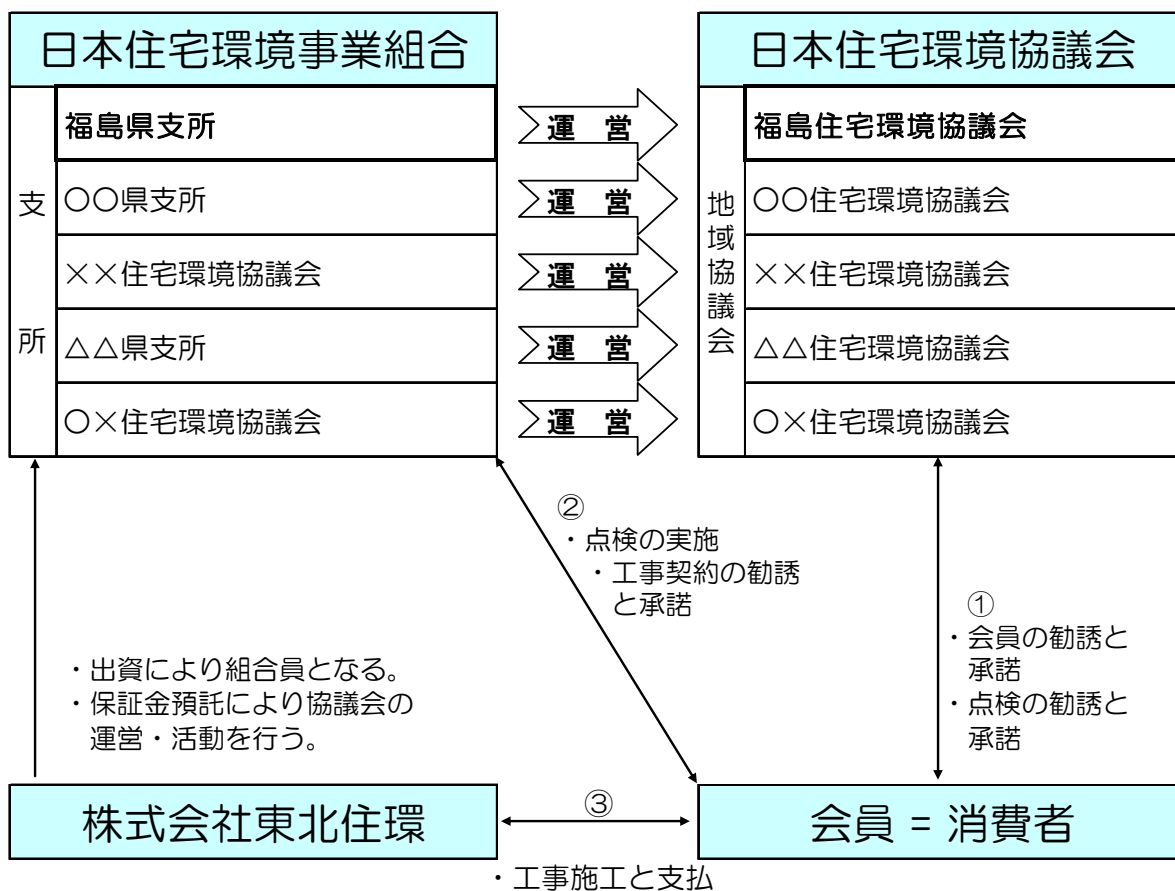 日本住宅環境事業組合
日本住宅環境協議会
支所
福島県支所
運営
福島住宅環境協議会
地域協議会
〇〇県支所
運営
〇〇住宅環境協議会
××住宅環境協議会
運営
××住宅環境協議会
△△県支所
運営
△△住宅環境協議会
〇×住宅環境協議会
運営
〇×住宅環境協議会
②
・点検の実施
・工事契約の勧誘
と承諾
①
・会員の勧誘と
承諾
・点検の勧誘と
承諾
・出資により組合員となる。
・保証金預託により協議会の
運営・活動を行う。
株式会社東北住環
③
会員 = 消費者
・工事施工と支払